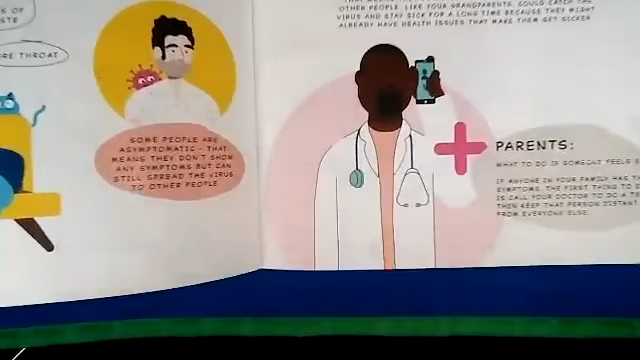 S OF
RE THROAT
SOME PEOPLE ARE
ASYMPTOMATIC - THAT
MEANS THEY DON'T SHOW
ANY SYMPTOMS BUT CAN
STILL SPREAD THE VIRUS
TO OTHER PEOPLE
OTHER PEOPLE, LIKE YOUR GRANDPARENTS, COULD CATCH THE
VIRUS AND STAY SICK FOR A LONG TIME BECAUSE THEY MIGHT
ALREADY HAVE HEALTH ISSUES THAT MAKE THEM GET SICKER
PARENTS:
WHAT TO DO IF SOMEONE FEELS S
IF ANYONE IN YOUR FAMILY HAS TH
SYMPTOMS, THE FIRST THING TO D
IS CALL YOUR DOCTOR TO DO A TE
THEN KEEP THAT PERSON DISTANT
FROM EVERYONE ELSE.